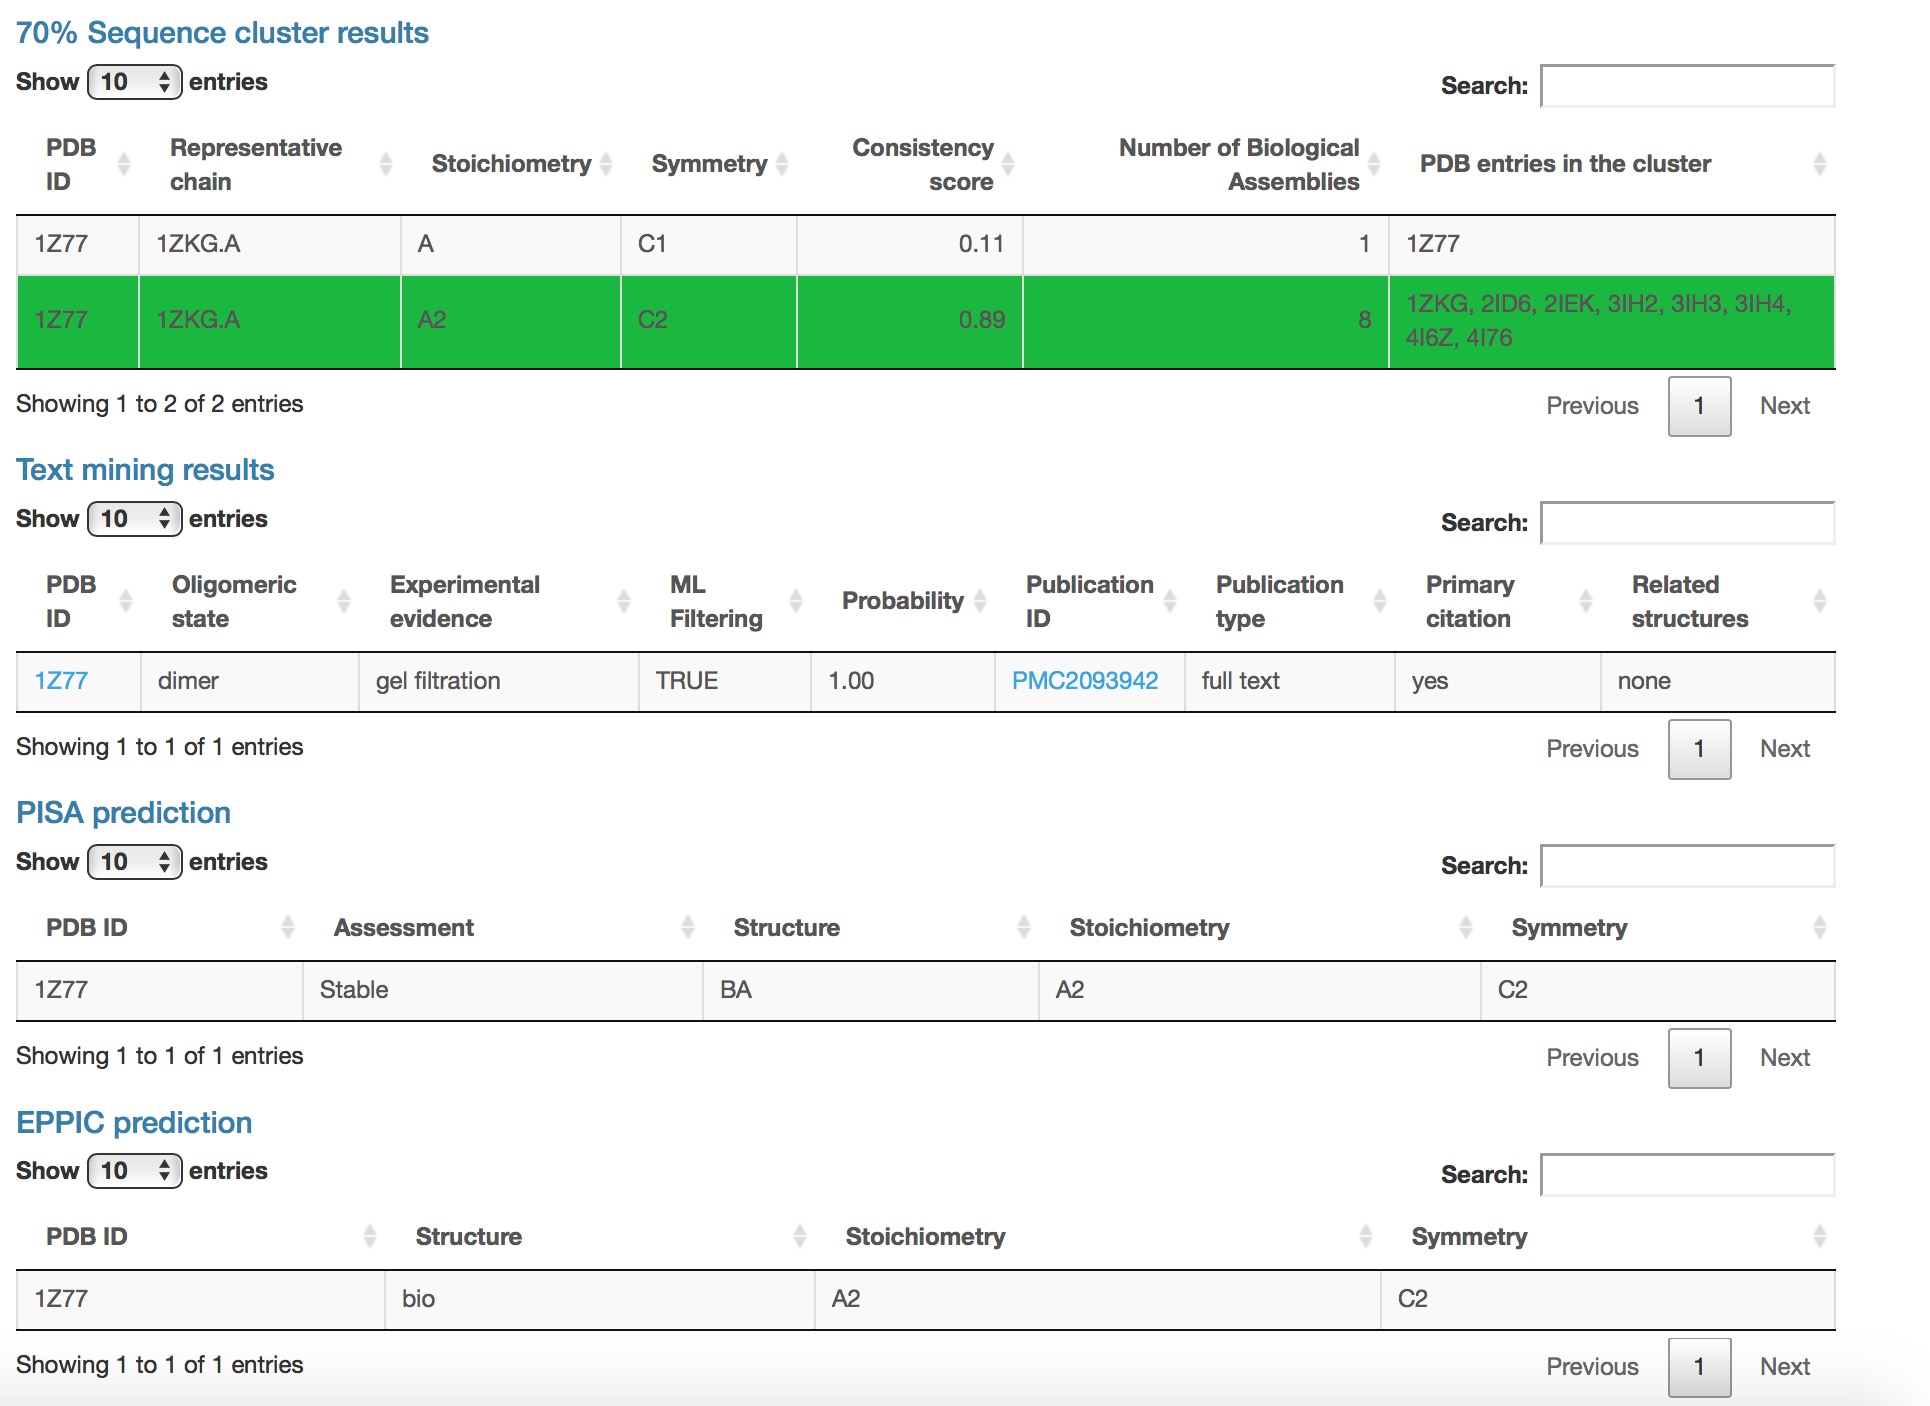 70% Sequence cluster results
Show 10 entries
Search:
PDB ID Representative chain Stoichiometry Symmetry Consistency score Number of Biological Assemblies PDB entries in the cluster
1Z77 1ZKG.A A C1 0.11 1 1Z77
1Z77 1ZKG.A A2 C2 0.89 8 1ZKG, 2ID6, 2IEK, 3IH2, 3IH3, 3IH4,
4I6Z, 4I76
Showing 1 to 2 of 2 entries
Previous 1 Next
Text mining results
Show 10 entries
Search:
PDB ID Oligomeric state Experimental evidence ML Filtering Probability Publication ID Publication type Primary citation Related structures
1Z77 dimer gel filtration TRUE 1.00 PMC2093942 full text yes none
Showing 1 to 1 of 1 entries
Previous 1 Next
PISA prediction
Show 10 entries
Search:
PDB ID Assessment Structure Stoichiometry Symmetry
1Z77 Stable BA A2 C2
Showing 1 to 1 of 1 entries
Previous 1 Next
EPPIC prediction
Show 10 entries
Search:
PDB ID Structure Stoichiometry Symmetry
1Z77 bio A2 C2
Showing 1 to 1 of 1 entries
Previous 1 Next